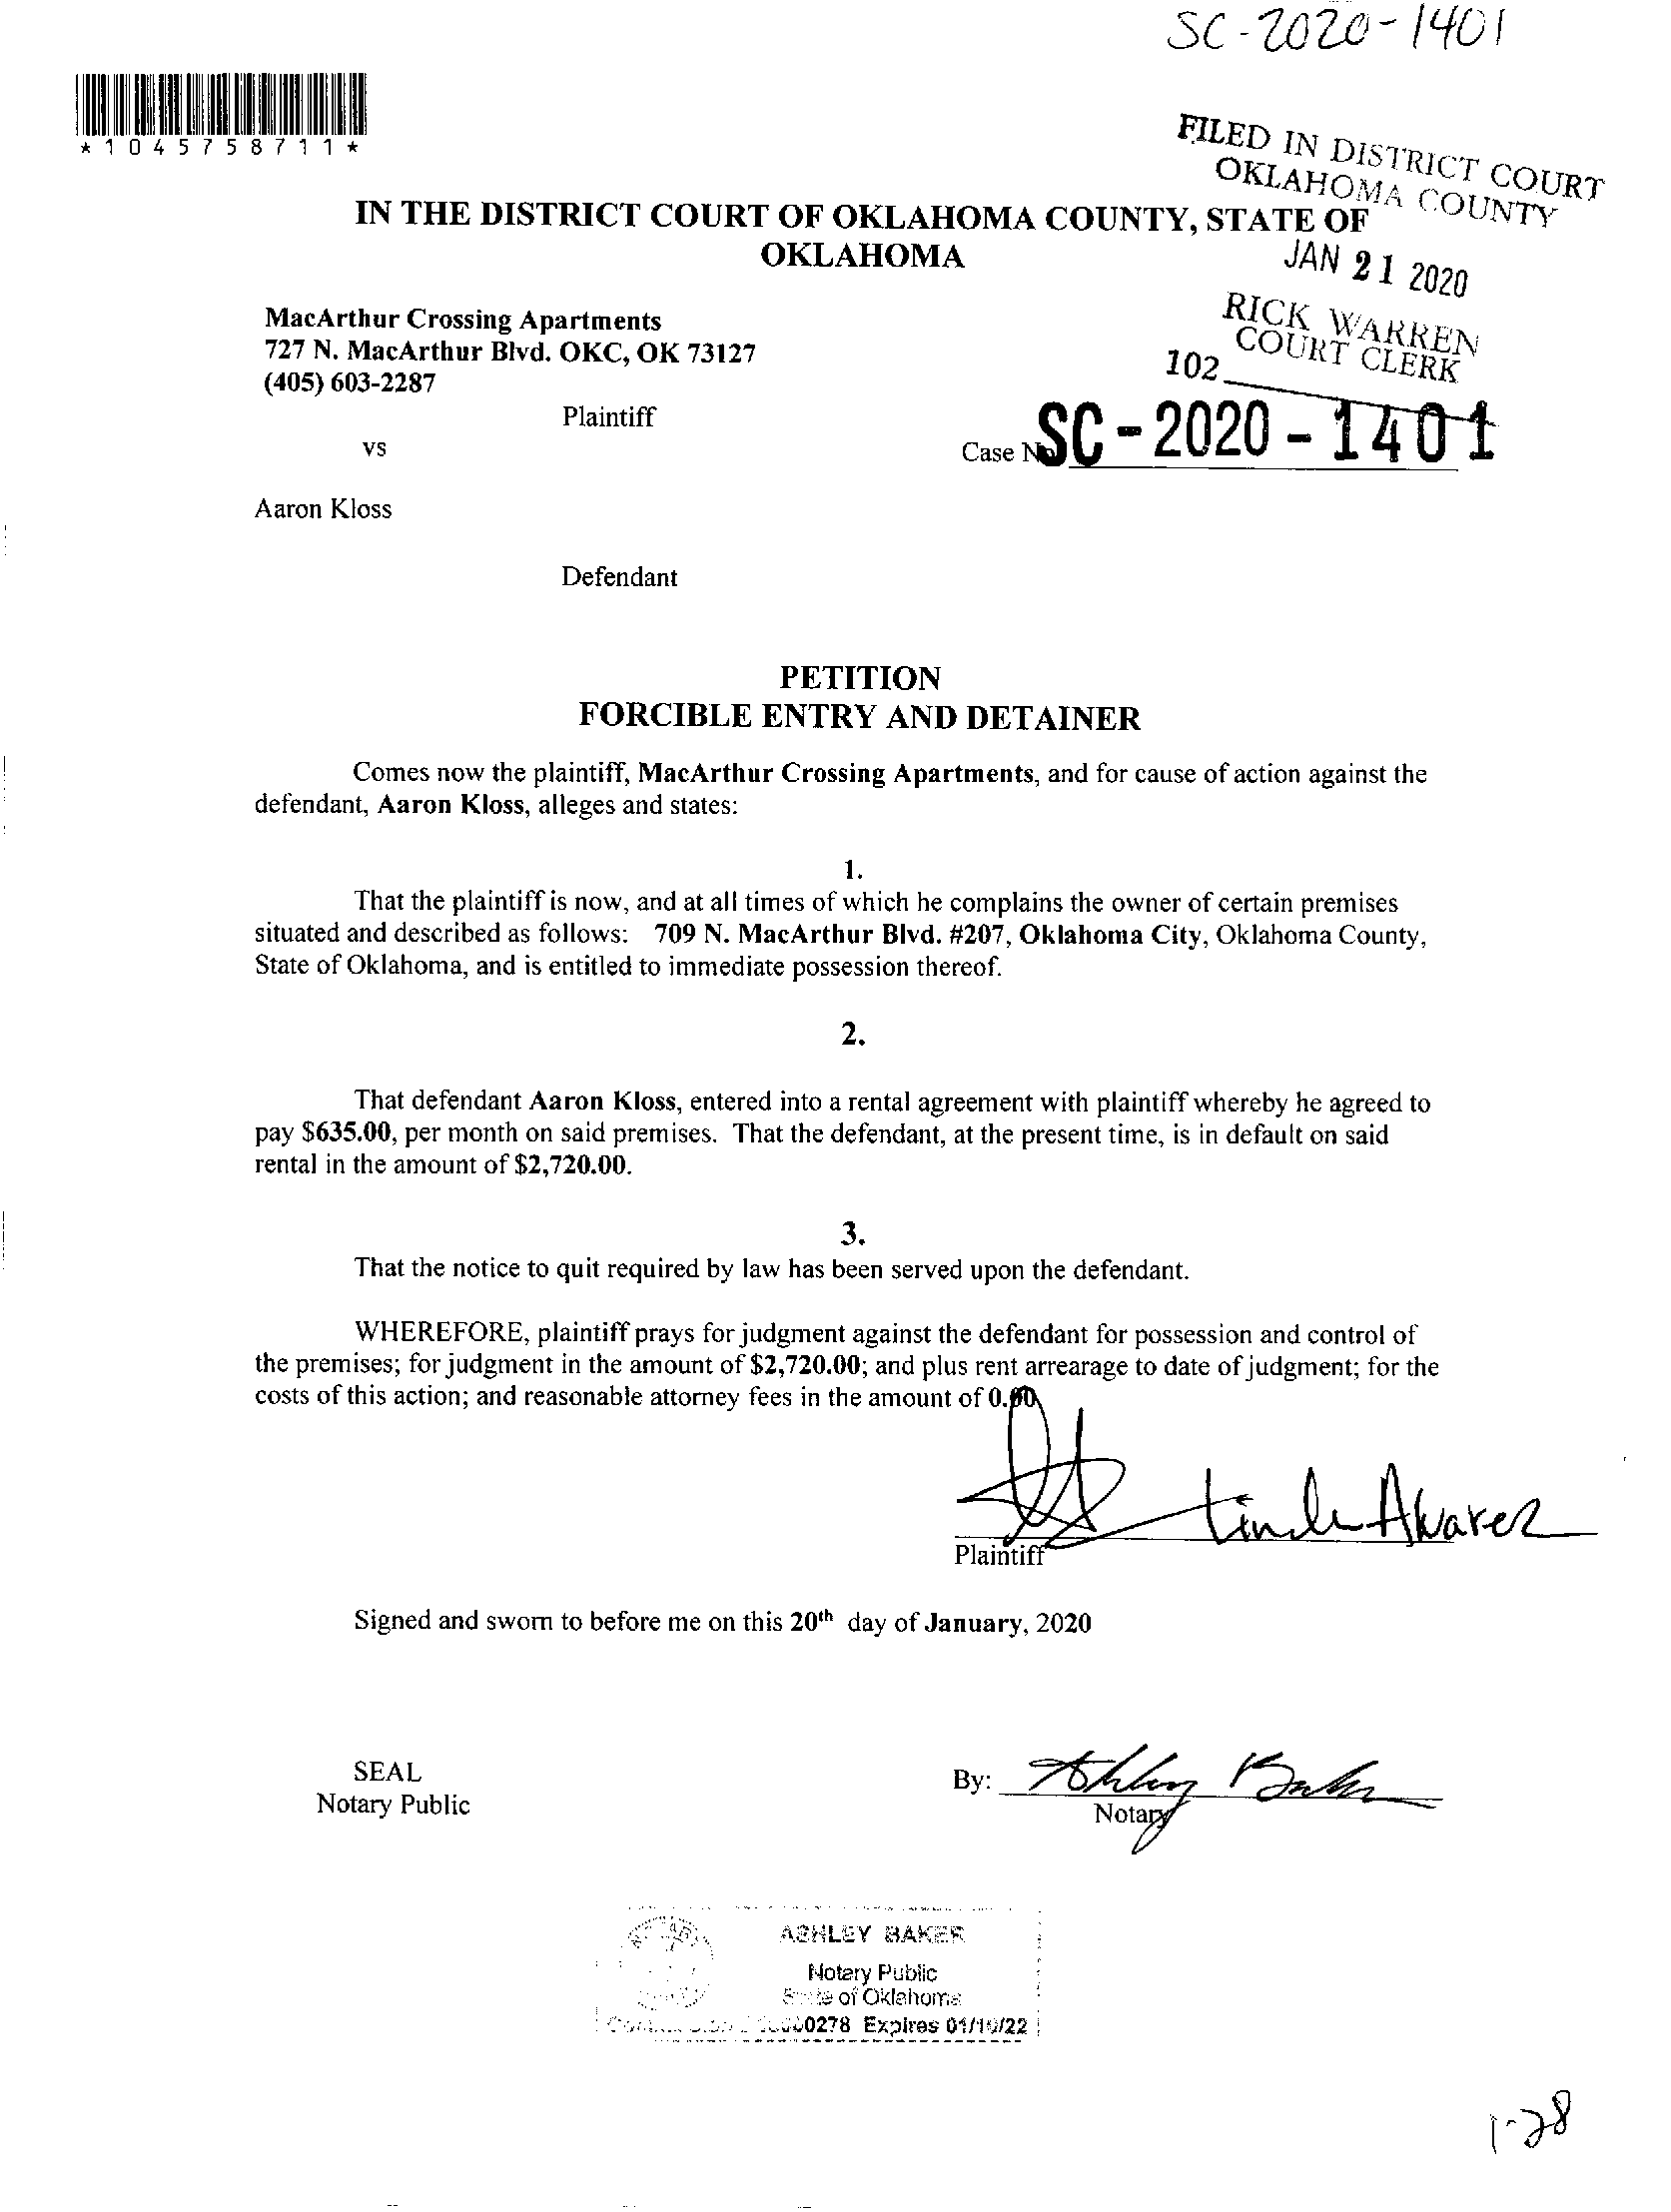 SC-2020-1401
*1045758711*
FILED IN DISTRICT COURT
OKLAHOMA COUNTY
IN THE DISTRICT COURT OF OKLAHOMA COUNTY, STATE OF
OKLAHOMA
JAN 21 2020
RICK WARREN
COURT CLERK
102
MacArthur Crossing Apartments
727 N. MacArthur Blvd. OKC, OK 73127
(405) 603-2287
Plaintiff
vs
Case No. SC-2020-1401
Aaron Kloss
Defendant
PETITION
FORCIBLE ENTRY AND DETAINER
Comes now the plaintiff, MacArthur Crossing Apartments, and for cause of action against the
defendant, Aaron Kloss, alleges and states:
1.
That the plaintiff is now, and at all times of which he complains the owner of certain premises
situated and described as follows: 709 N. MacArthur Blvd. #207, Oklahoma City, Oklahoma County,
State of Oklahoma, and is entitled to immediate possession thereof.
2.
That defendant Aaron Kloss, entered into a rental agreement with plaintiff whereby he agreed to
pay $635.00, per month on said premises. That the defendant, at the present time, is in default on said
rental in the amount of $2,720.00.
3.
That the notice to quit required by law has been served upon the defendant.
WHEREFORE, plaintiff prays for judgment against the defendant for possession and control of
the premises; for judgment in the amount of $2,720.00; and plus rent arrearage to date of judgment; for the
costs of this action; and reasonable attorney fees in the amount of 0.00
Alvarez
Plaintiff
Signed and sworn to before me on this 20th day of January, 2020
SEAL
Notary Public
By: Ashley Baker
Notary
ASHLEY BAKER
Notary Public
State of Oklahoma
0278 Expires 01/10/22
1-28